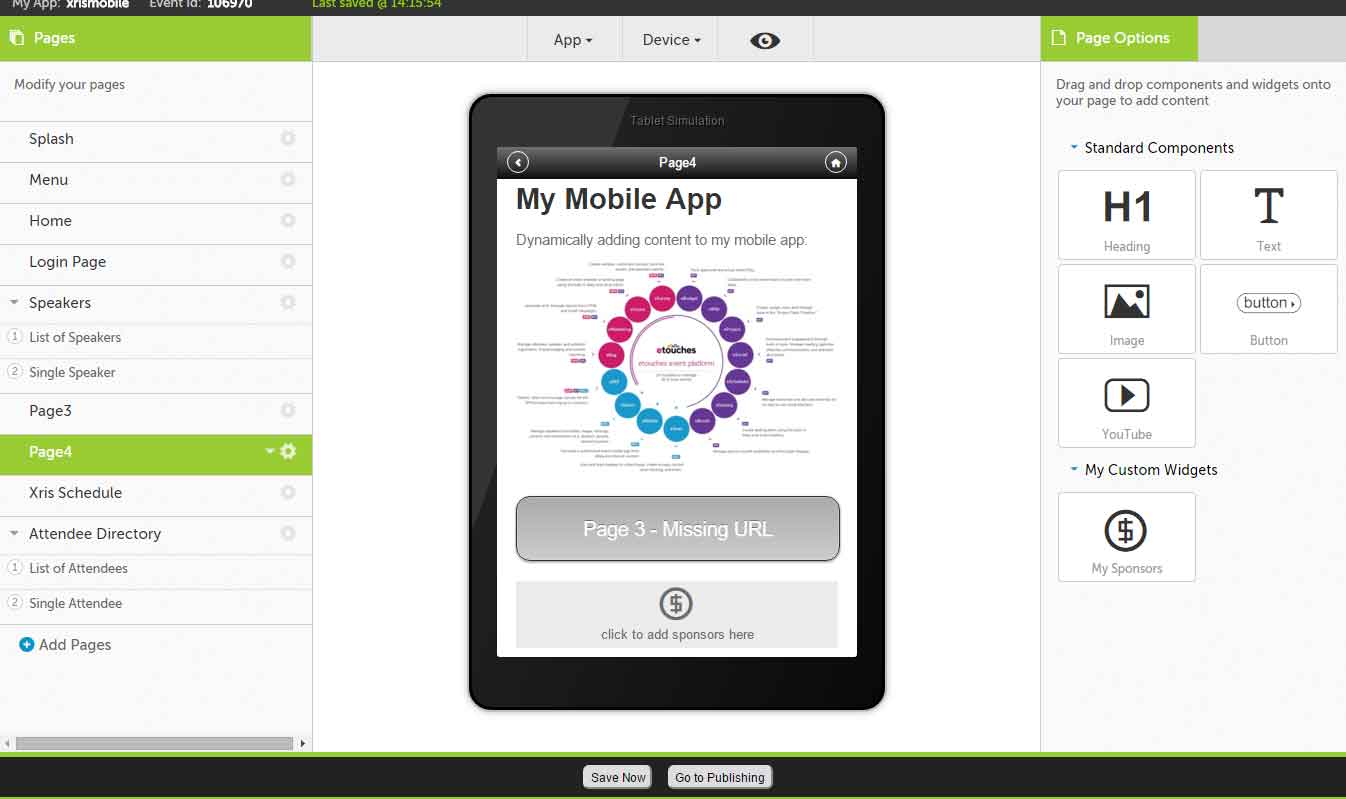 My App: xrismobile Event Id: 106970 Last saved @ 14:15:54
Pages
Modify your pages
Splash
Menu
Home
Login Page
Speakers
1 List of Speakers
2 Single Speaker
Page3
Page4
Xris Schedule
Attendee Directory
1 List of Attendees
2 Single Attendee
Add Pages
App
Device
Tablet Simulation
Page4
My Mobile App
Dynamically adding content to my mobile app:
etouches
etouches event platform
Page 3 - Missing URL
click to add sponsors here
Page Options
Drag and drop components and widgets onto
your page to add content
Standard Components
H1
Heading
T
Text
Image
button
Button
YouTube
My Custom Widgets
My Sponsors
Save Now
Go to Publishing